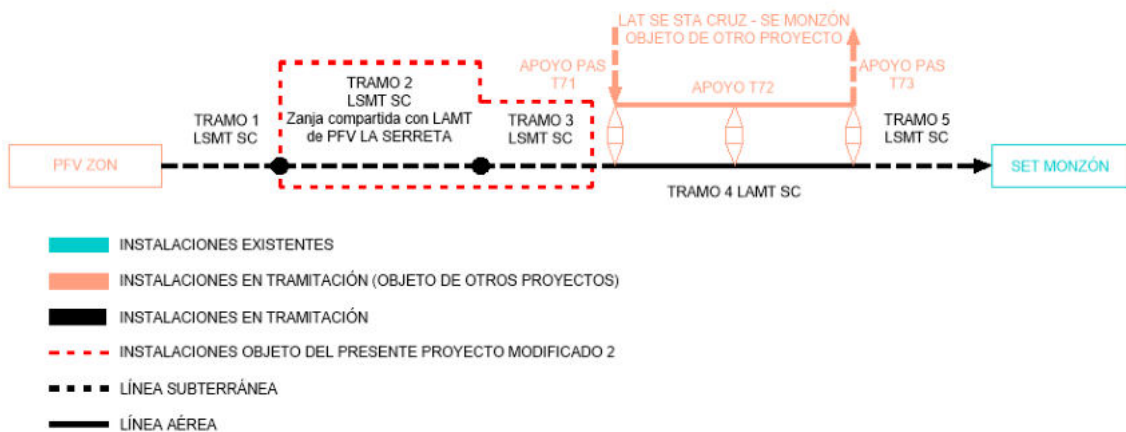 LAT SE STA CRUZ - SE MONZÓN
OBJETO DE OTRO PROYECTO
APOYO PAS
T71
APOYO T72
APOYO PAS
T73
TRAMO 1
LSMT SC
TRAMO 2
LSMT SC
Zanja compartida con LAMT
de PFV LA SERRETA
TRAMO 3
LSMT SC
TRAMO 5
LSMT SC
PFV ZON
SET MONZÓN
TRAMO 4 LAMT SC
INSTALACIONES EXISTENTES
INSTALACIONES EN TRAMITACIÓN (OBJETO DE OTROS PROYECTOS)
INSTALACIONES EN TRAMITACIÓN
INSTALACIONES OBJETO DEL PRESENTE PROYECTO MODIFICADO 2
LÍNEA SUBTERRÁNEA
LÍNEA AÉREA